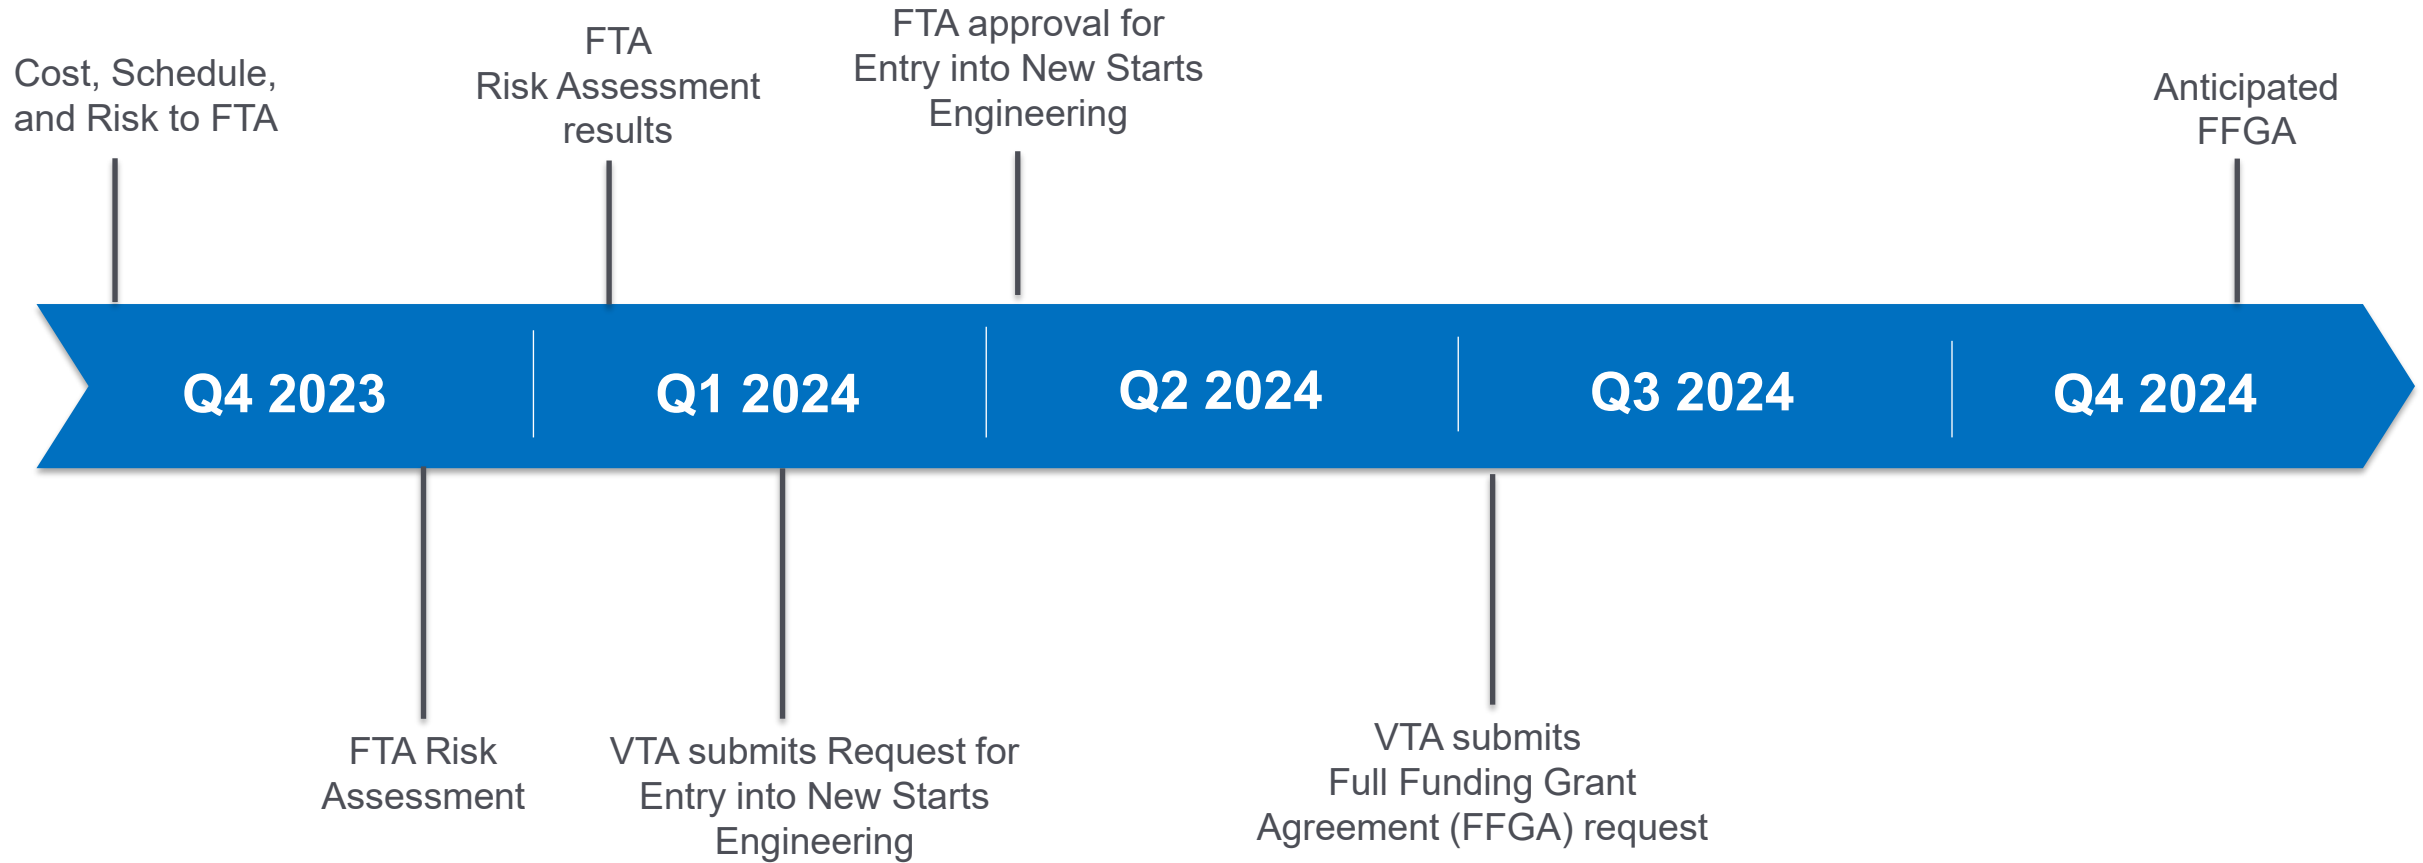 Cost, Schedule,
and Risk to FTA
FTA
Risk Assessment
results
FTA approval for
Entry into New Starts
Engineering
Anticipated
FFGA
Q4 2023
Q1 2024
Q2 2024
Q3 2024
Q4 2024
FTA Risk
Assessment
VTA submits Request for
Entry into New Starts
Engineering
VTA submits
Full Funding Grant
Agreement (FFGA) request